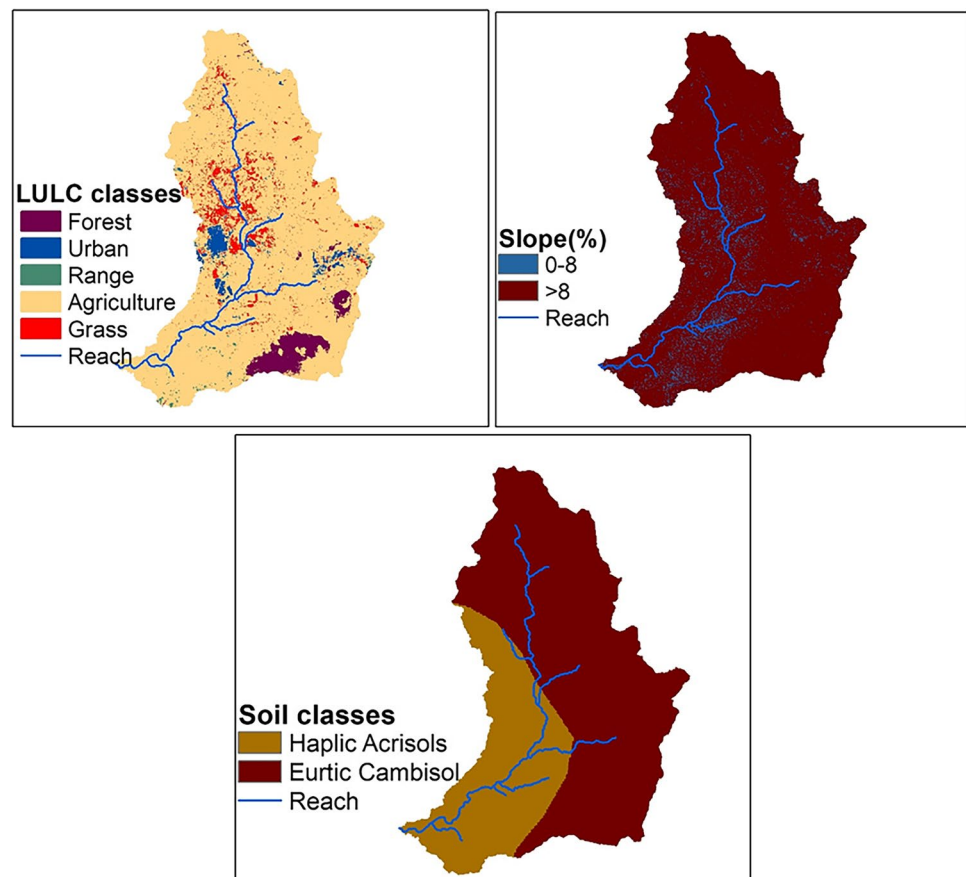 LULC classes
Forest
Urban
Range
Agriculture
Grass
Reach
Slope(%)
0-8
>8
Reach
Soil classes
Haplic Acrisols
Eurtic Cambisol
Reach